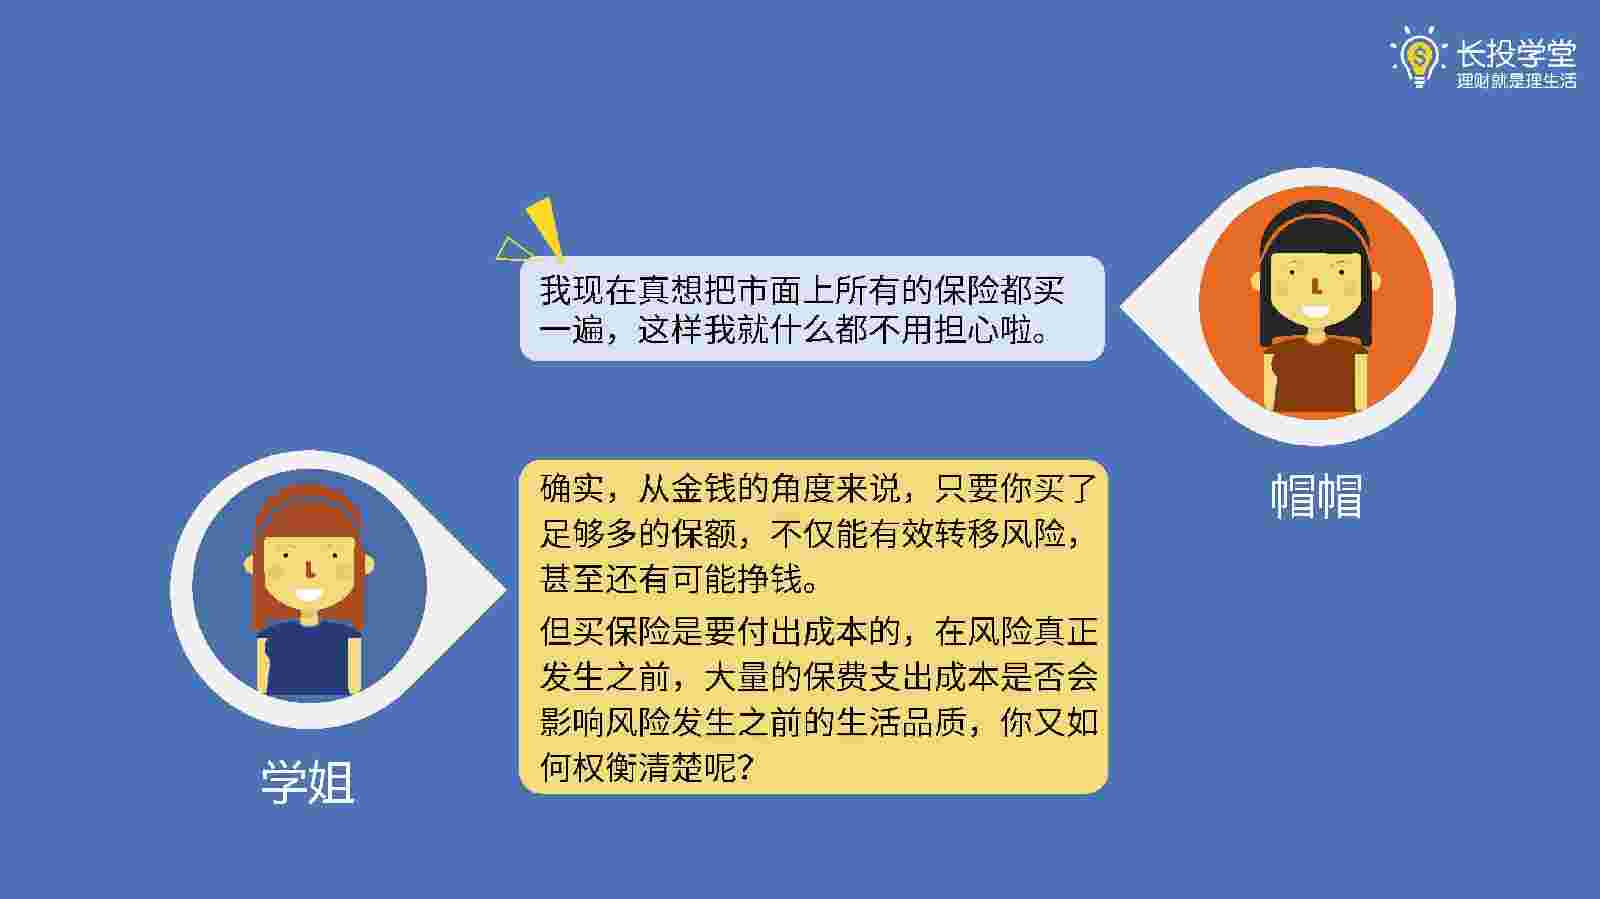 长投学堂
理财就是理生活
我现在真想把市面上所有的保险都买
一遍，这样我就什么都不用担心啦。
帽帽
确实，从金钱的角度来说，只要你买了
足够多的保额，不仅能有效转移风险，
甚至还有可能挣钱。
但买保险是要付出成本的，在风险真正
发生之前，大量的保费支出成本是否会
影响风险发生之前的生活品质，你又如
何权衡清楚呢？
学姐